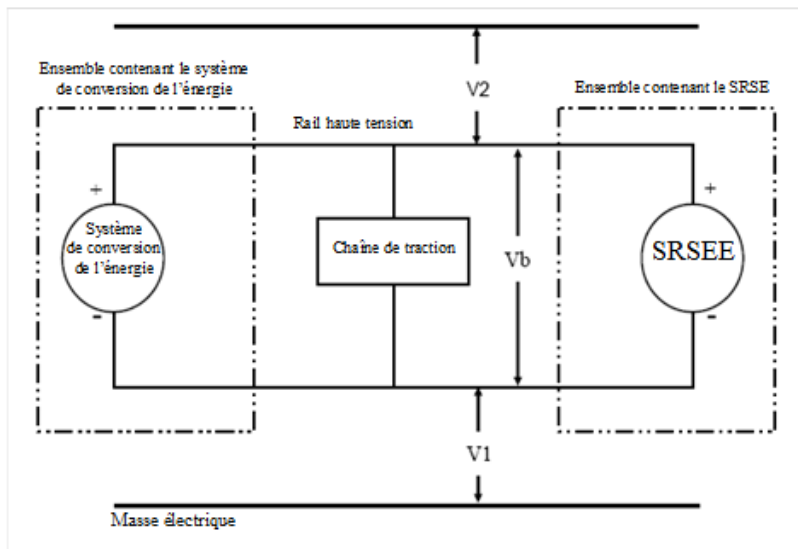 Ensemble contenant le système
de conversion de l'énergie
V2
Ensemble contenant le SRSE
Rail haute tension
+
Système
de conversion
de l'énergie
-
Chaîne de traction
Vb
+
SRSEE
-
V1
Masse électrique